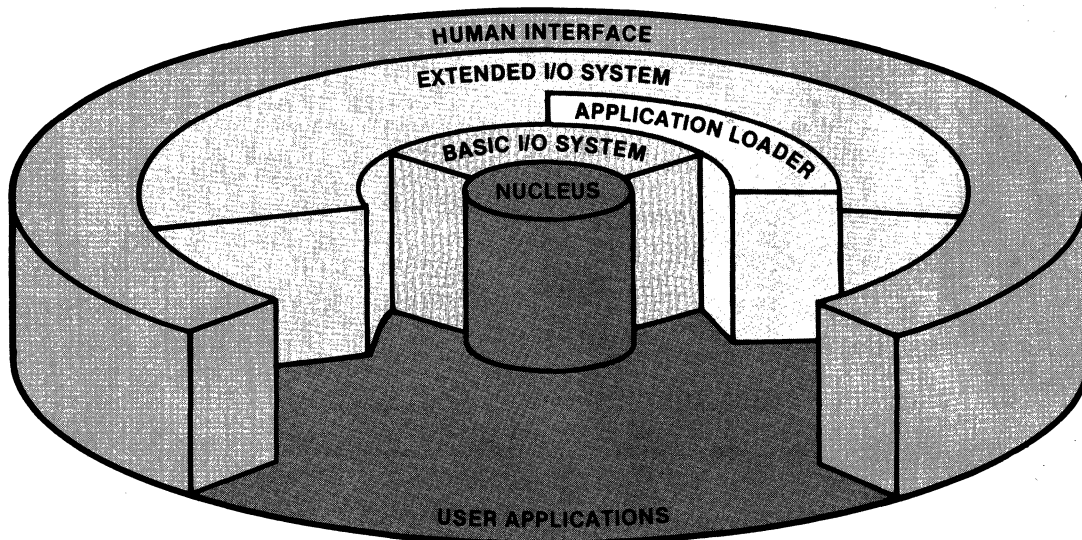 HUMAN INTERFACE
EXTENDED I/O SYSTEM
APPLICATION LOADER
BASIC I/O SYSTEM
NUCLEUS
USER APPLICATIONS